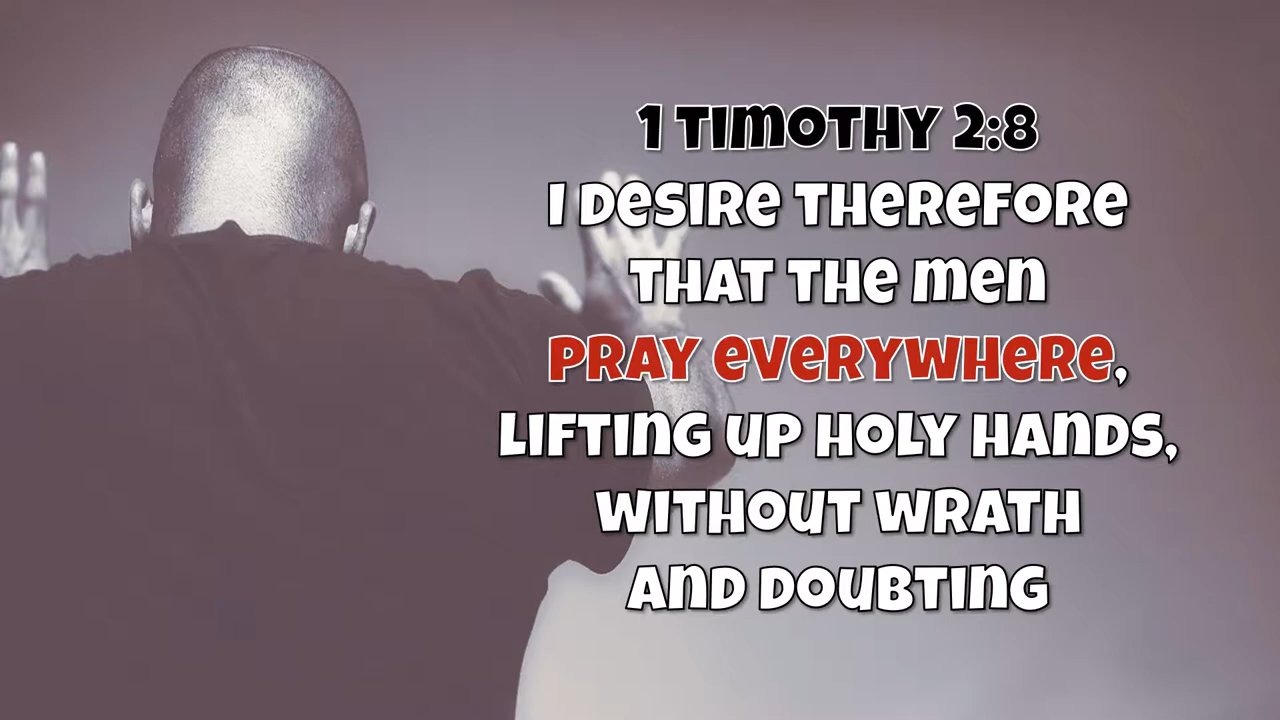 1 Timothy 2:8
I desire therefore
that the men
pray everywhere,
lifting up holy hands,
without wrath
and doubting